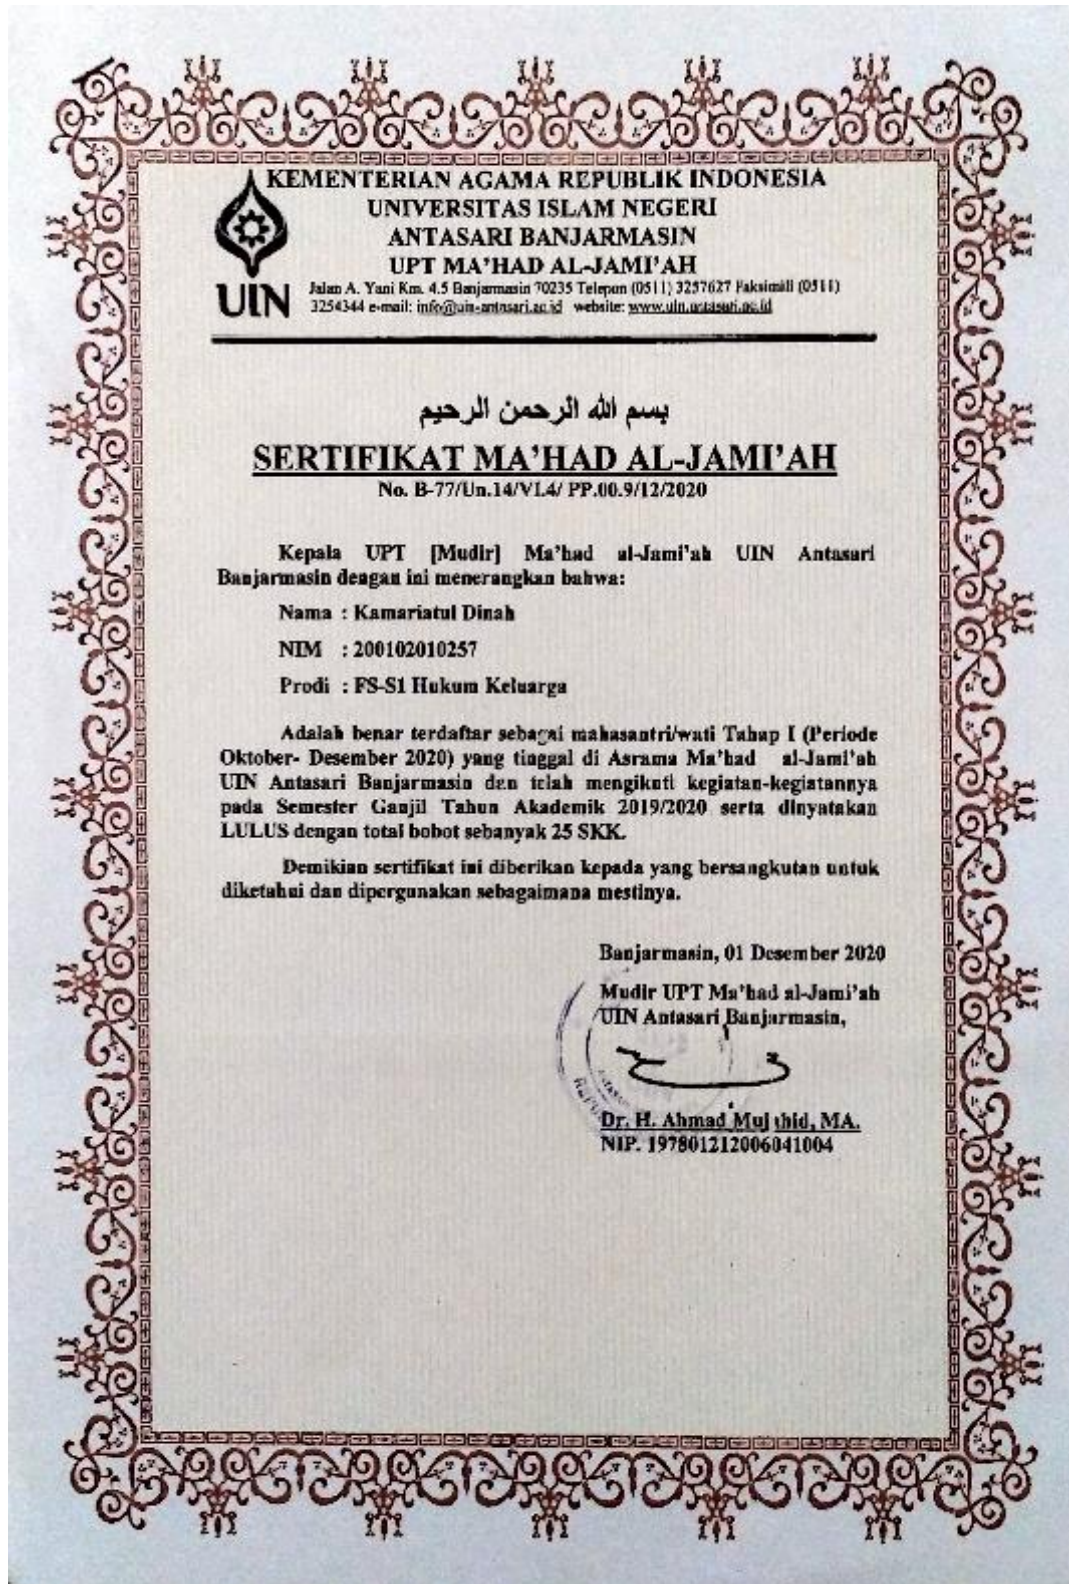 KEMENTERIAN AGAMA REPUBLIK INDONESIA
UNIVERSITAS ISLAM NEGERI
ANTASARI BANJARMASIN
UPT MA'HAD AL-JAMI'AH
UIN
Jalan A. Yani Km. 4.5 Banjarmasin 70235 Telepon (0511) 3257627 Faksimili (0511)
3254344 e-mail: info@uin-antasari.ac.id website: www.uin.antasari.ac.id
بسم الله الرحمن الرحيم
SERTIFIKAT MA'HAD AL-JAMI'AH
No. B-77/Un.14/VI.4/ PP.00.9/12/2020
Kepala UPT [Mudir] Ma'had al-Jami'ah UIN Antasari
Banjarmasin dengan ini menerangkan bahwa:
Nama : Kamariatul Dinah
NIM : 200102010257
Prodi : FS-S1 Hukum Keluarga
Adalah benar terdaftar sebagai mahasantri/wati Tahap I (Periode
Oktober- Desember 2020) yang tinggal di Asrama Ma'had al-Jami'ah
UIN Antasari Banjarmasin dan telah mengikuti kegiatan-kegiatannya
pada Semester Ganjil Tahun Akademik 2019/2020 serta dinyatakan
LULUS dengan total bobot sebanyak 25 SKK.
Demikian sertifikat ini diberikan kepada yang bersangkutan untuk
diketahui dan dipergunakan sebagaimana mestinya.
Banjarmasin, 01 Desember 2020
Mudir UPT Ma'had al-Jami'ah
UIN Antasari Banjarmasin,
Dr. H. Ahmad Mujahid, MA.
NIP. 197801212006041004